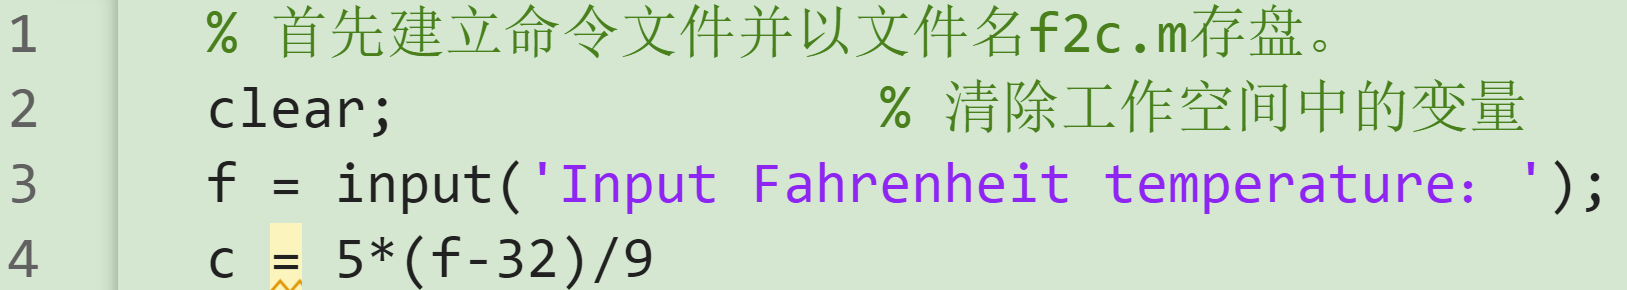 1 % 首先建立命令文件并以文件名f2c.m存盘。
2 clear; % 清除工作空间中的变量
3 f = input('Input Fahrenheit temperature：');
4 c = 5*(f-32)/9